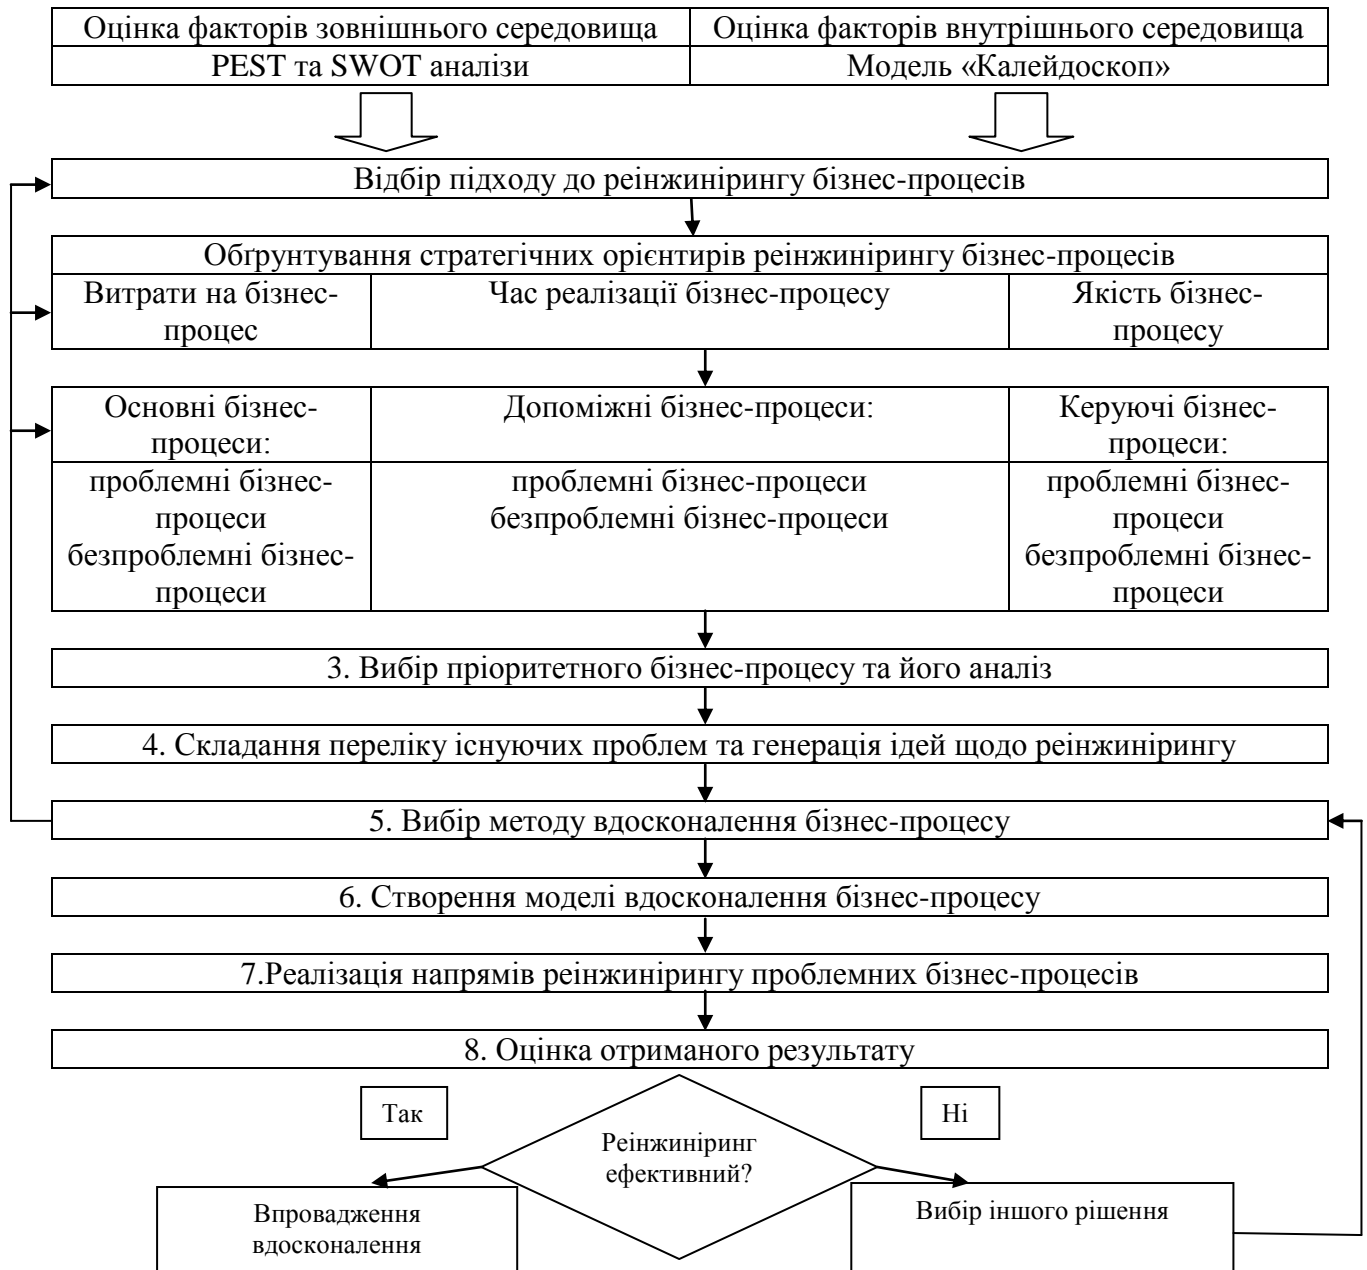 Оцінка факторів зовнішнього середовища
Оцінка факторів внутрішнього середовища
PEST та SWOT аналізи
Модель «Калейдоскоп»
Відбір підходу до реінжинірингу бізнес-процесів
Обґрунтування стратегічних орієнтирів реінжинірингу бізнес-процесів
Витрати на бізнес-
процес
Час реалізації бізнес-процесу
Якість бізнес-
процесу
Основні бізнес-
процеси:
Допоміжні бізнес-процеси:
Керуючі бізнес-
процеси:
проблемні бізнес-
процеси
безпроблемні бізнес-
процеси
проблемні бізнес-процеси
безпроблемні бізнес-процеси
проблемні бізнес-
процеси
безпроблемні бізнес-
процеси
3. Вибір пріоритетного бізнес-процесу та його аналіз
4. Складання переліку існуючих проблем та генерація ідей щодо реінжинірингу
5. Вибір методу вдосконалення бізнес-процесу
6. Створення моделі вдосконалення бізнес-процесу
7.Реалізація напрямів реінжинірингу проблемних бізнес-процесів
8. Оцінка отриманого результату
Так
Ні
Реінжиніринг
ефективний?
Впровадження
вдосконалення
Вибір іншого рішення